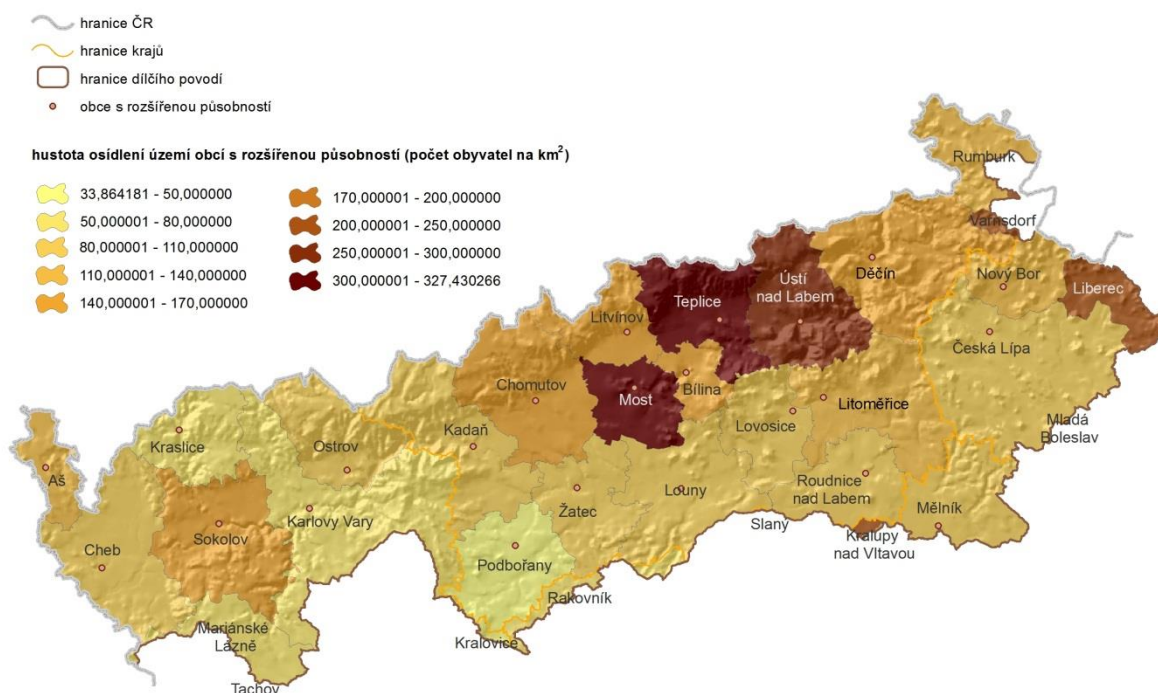 hranice ČR
hranice krajů
hranice dílčího povodí
obce s rozšířenou působností
hustota osídlení území obcí s rozšířenou působností (počet obyvatel na km²)
33,864181 - 50,000000
50,000001 - 80,000000
80,000001 - 110,000000
110,000001 - 140,000000
140,000001 - 170,000000
170,000001 - 200,000000
200,000001 - 250,000000
250,000001 - 300,000000
300,000001 - 327,430266
Rumburk
Varnsdorf
Děčín
Nový Bor
Liberec
Ústí
nad Labem
Teplice
Litvínov
Česká Lípa
Bílina
Chomutov
Most
Litoměřice
Lovosice
Mladá
Boleslav
Kraslice
Ostrov
Kadaň
Aš
Roudnice
nad Labem
Louny
Žatec
Karlovy Vary
Mělník
Slaný
Kralupy
nad Vltavou
Sokolov
Cheb
Podbořany
Rakovník
Mariánské
Lázně
Kralovice
Tachov